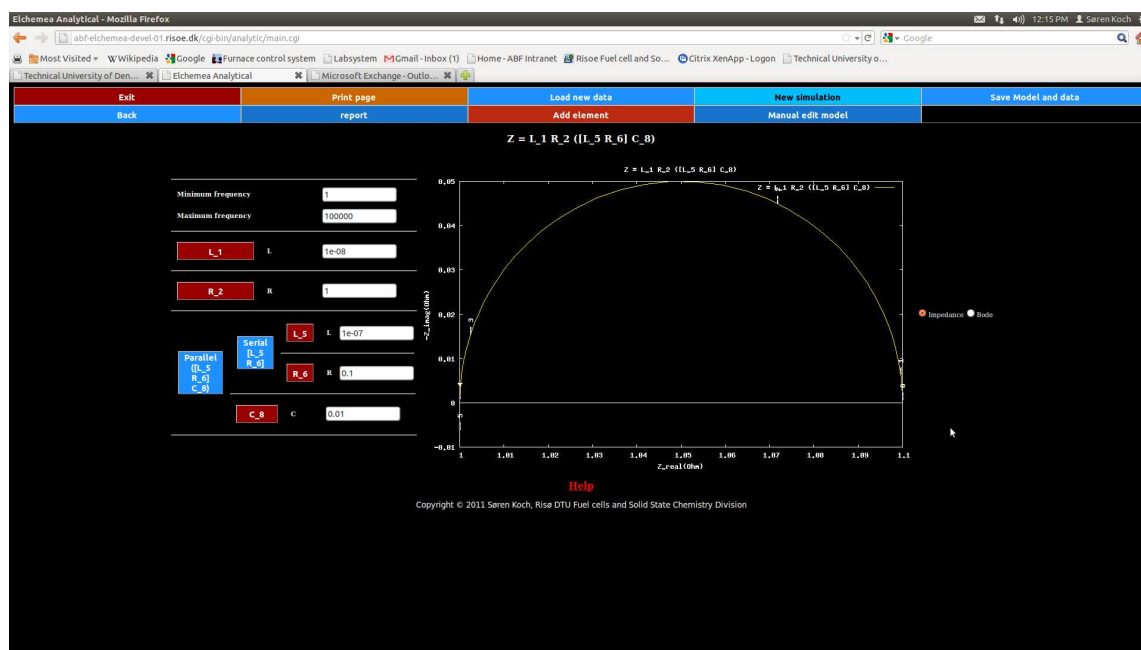 Elchemea Analytical - Mozilla Firefox
12:15 PM Søren Koch
abf-elchemea-devel-01.risoe.dk/cgi-bin/analytic/main.cgi
Google
Most Visited Wikipedia Google Furnace control system Labsystem Gmail - Inbox (1) Home - ABF Intranet Risoe Fuel cell and So... Citrix XenApp - Logon Technical University o...
Technical University of Den... Elchemea Analytical Microsoft Exchange - Outlo...
Exit Print page Load new data New simulation Save Model and data
Back report Add element Manual edit model
Z = L_1 R_2 ([L_5 R_6] C_8)
Z = L_1 R_2 ([L_5 R_6] C_8)
Z = L_1 R_2 ([L_5 R_6] C_8)
Minimum frequency 1
Maximum frequency 100000
L_1 L 1e-08
R_2 R 1
Parallel
([L_5
R_6]
C_8)
Serial
[L_5
R_6]
L_5 L 1e-07
R_6 R 0.1
C_8 C 0.01
-Z_imag(Ohm)
0.05
0.04
0.03
0.02
0.01
0
-0.01
3
4
5
1 1.01 1.02 1.03 1.04 1.05 1.06 1.07 1.08 1.09 1.1
Z_real(Ohm)
Impedance Bode
Help
Copyright © 2011 Søren Koch, Risø DTU Fuel cells and Solid State Chemistry Division